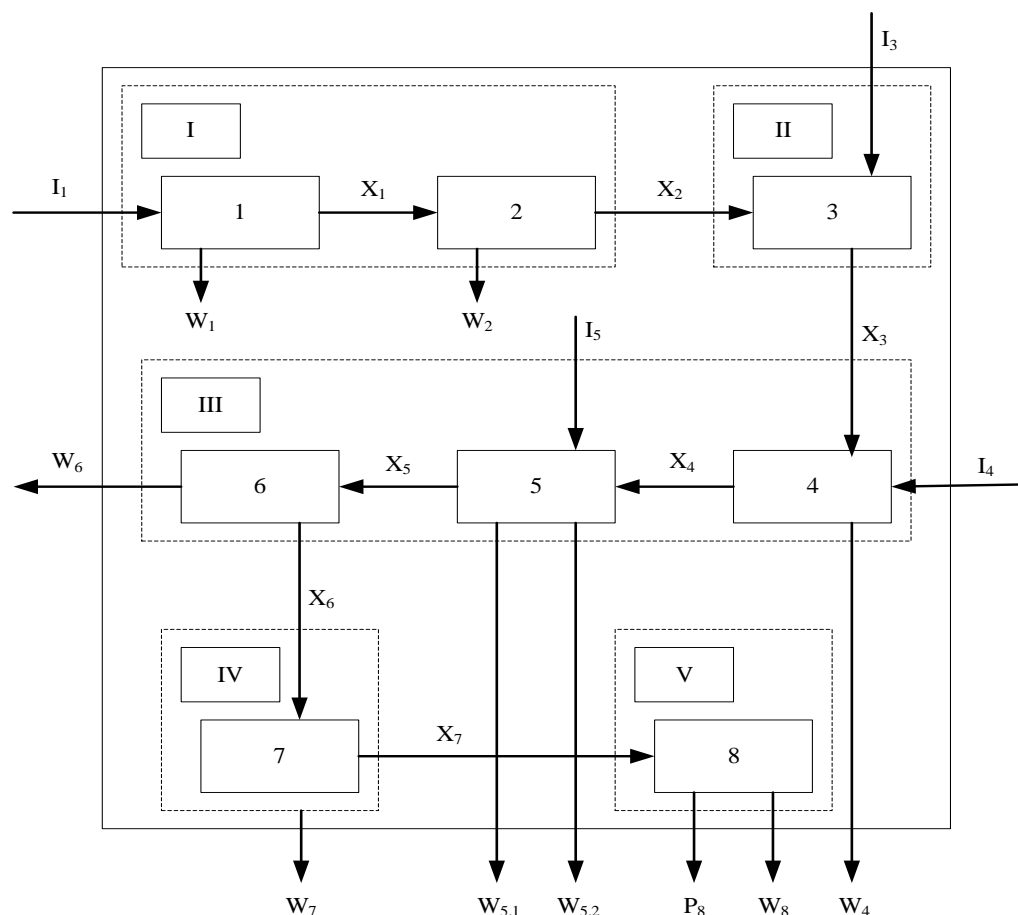 I₃
I
II
I₁
1
X₁
2
X₂
3
W₁
W₂
I₅
X₃
III
W₆
6
X₅
5
X₄
4
I₄
X₆
IV
V
7
X₇
8
W₇
W₅.₁
W₅.₂
P₈
W₈
W₄